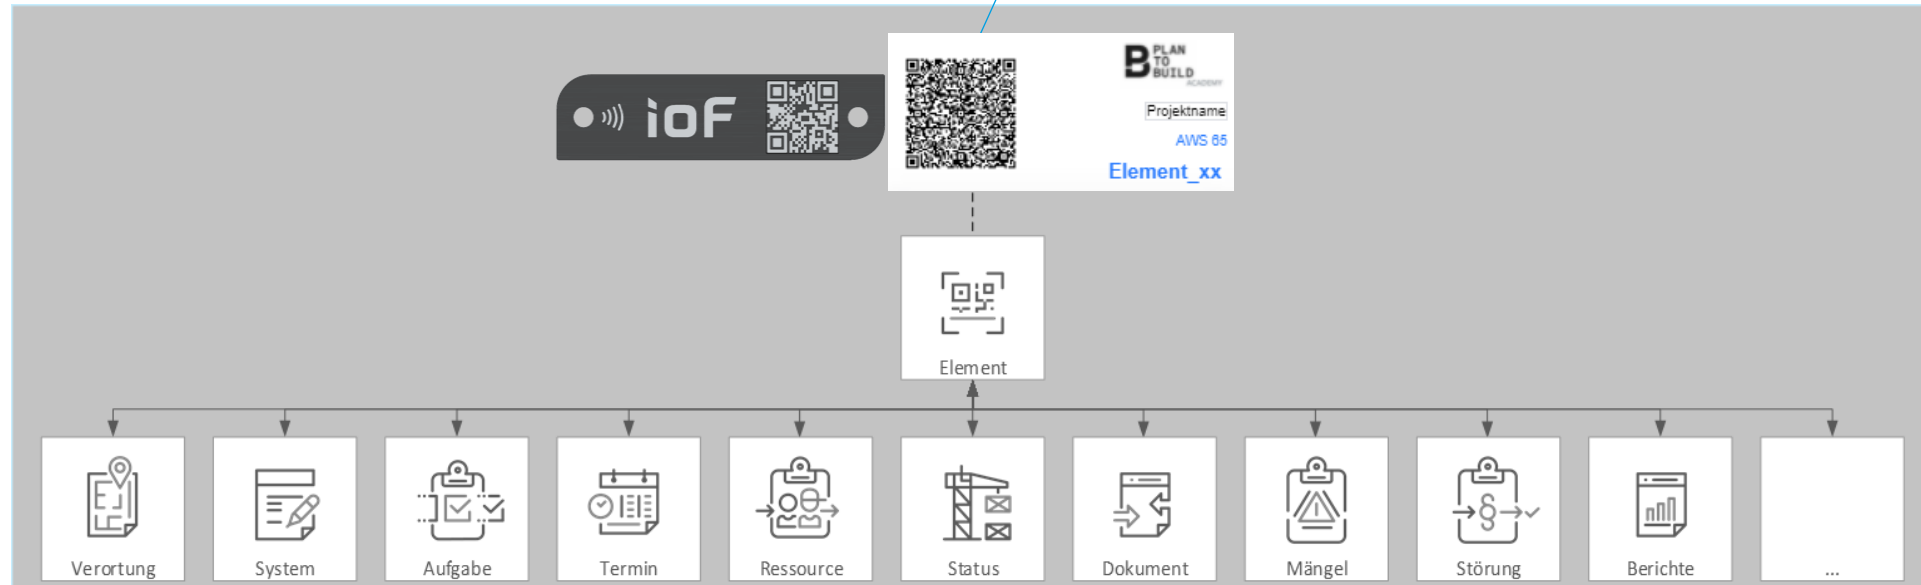 ioF
PLAN
TO
BUILD
ACADEMY
Projektname
AWS 65
Element_xx
Element
Verortung
System
Aufgabe
Termin
Ressource
Status
Dokument
Mängel
Störung
Berichte
...